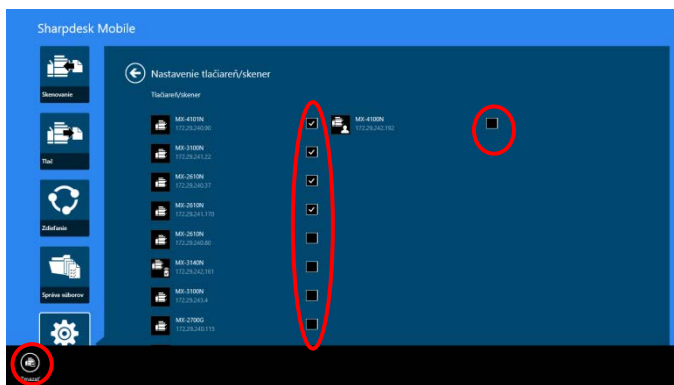 Sharpdesk Mobile
Nastavenie tlačiareň/skener
Tlačiareň/skener
Skenovanie
Tlač
Zdieľanie
Správa súborov
MX-4101N
172.29.240.90
MX-3100N
172.29.241.22
MX-2610N
172.29.240.37
MX-2610N
172.29.241.170
MX-2610N
172.29.240.60
MX-3140N
172.29.242.161
MX-3100N
172.29.243.4
MX-2700G
172.29.240.115
MX-4100N
172.29.242.192
Zmazať